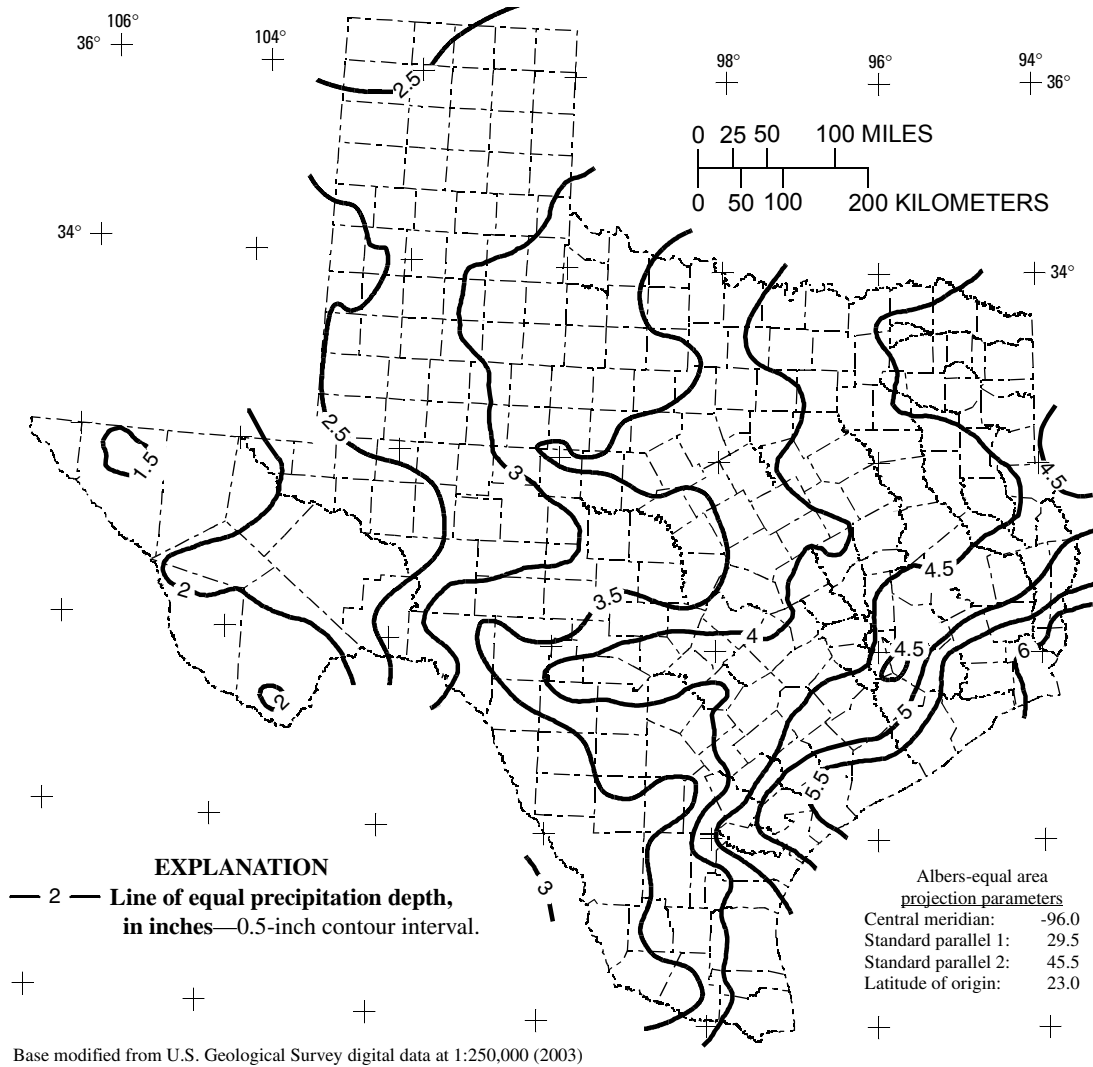 106°
36°
104°
98°
96°
94°
36°
2.5
0 25 50 100 MILES
0 50 100 200 KILOMETERS
34°
34°
2.5
1.5
3
4.5
2
3.5
4.5
4
4.5
6
2
5
5.5
3
EXPLANATION
2 Line of equal precipitation depth,
in inches—0.5-inch contour interval.
Albers-equal area
projection parameters
Central meridian: -96.0
Standard parallel 1: 29.5
Standard parallel 2: 45.5
Latitude of origin: 23.0
Base modified from U.S. Geological Survey digital data at 1:250,000 (2003)